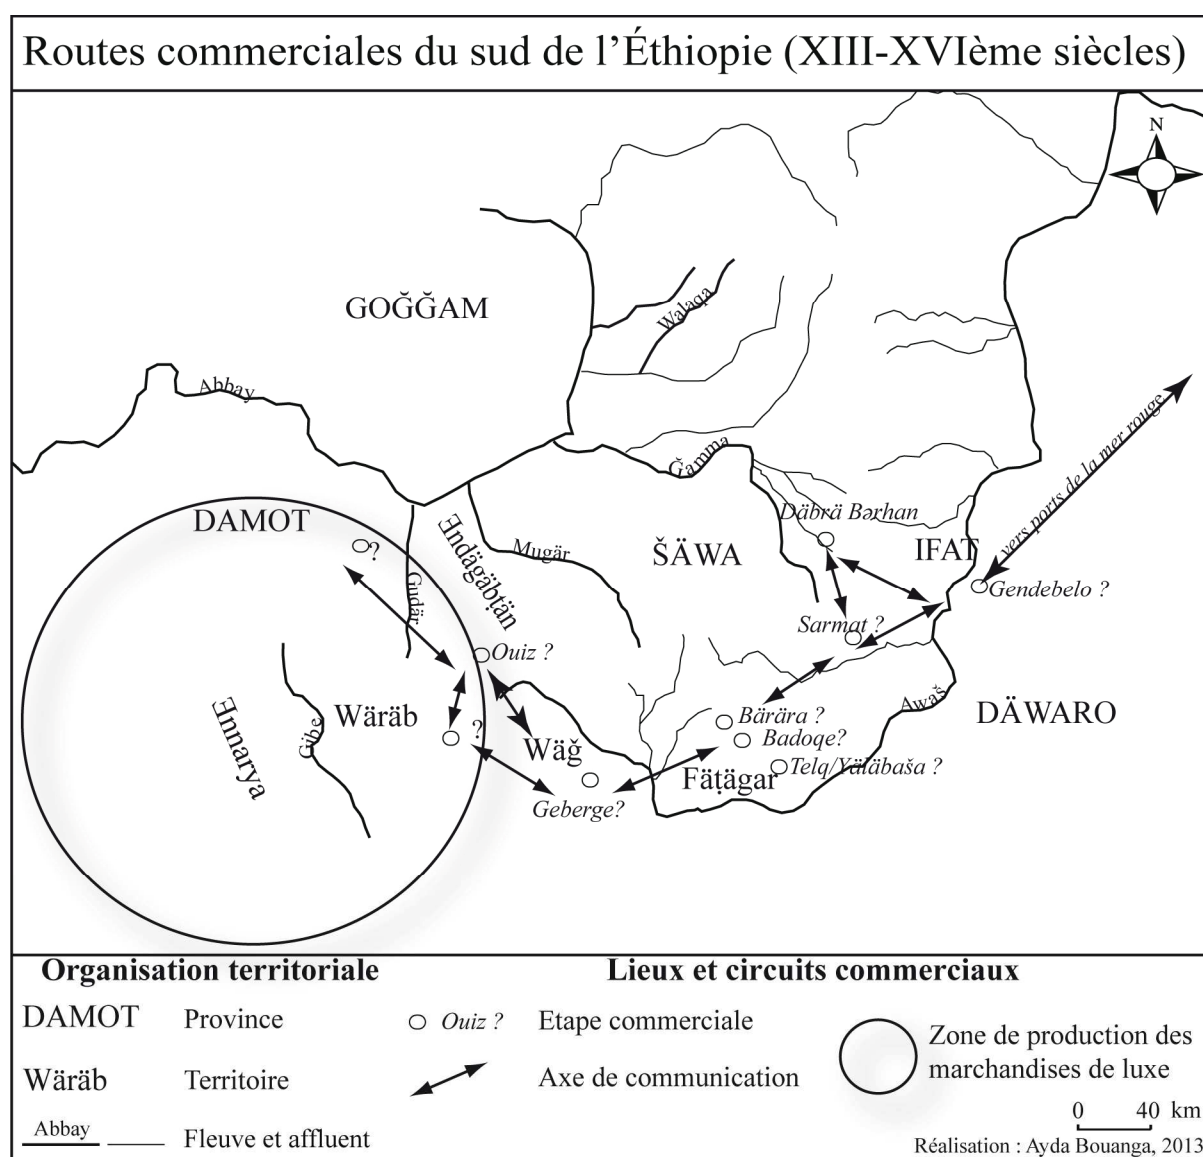 Routes commerciales du sud de l’Éthiopie (XIII-XVIème siècles)
N
GOĞĞAM
Walaqa
Abbay
vers ports de la mer rouge
Ğamma
DAMOT
?
Ǝndägäbṭän
Mugär
Däbrä Bərhan
ŠÄWA
IFAT
Gudär
Gendebelo ?
Sarmat ?
Ouiz ?
Awaš
DÄWARO
Ǝnnarya
Gibe
Wäräb
?
Wäğ
Bärära ?
Badoqe?
Telq/Yäläbaša ?
Fäṭägar
Geberge?
Organisation territoriale
Lieux et circuits commerciaux
DAMOT Province
Ouiz ? Etape commerciale
Zone de production des
marchandises de luxe
Wäräb Territoire
Axe de communication
Abbay Fleuve et affluent
0 40 km
Réalisation : Ayda Bouanga, 2013